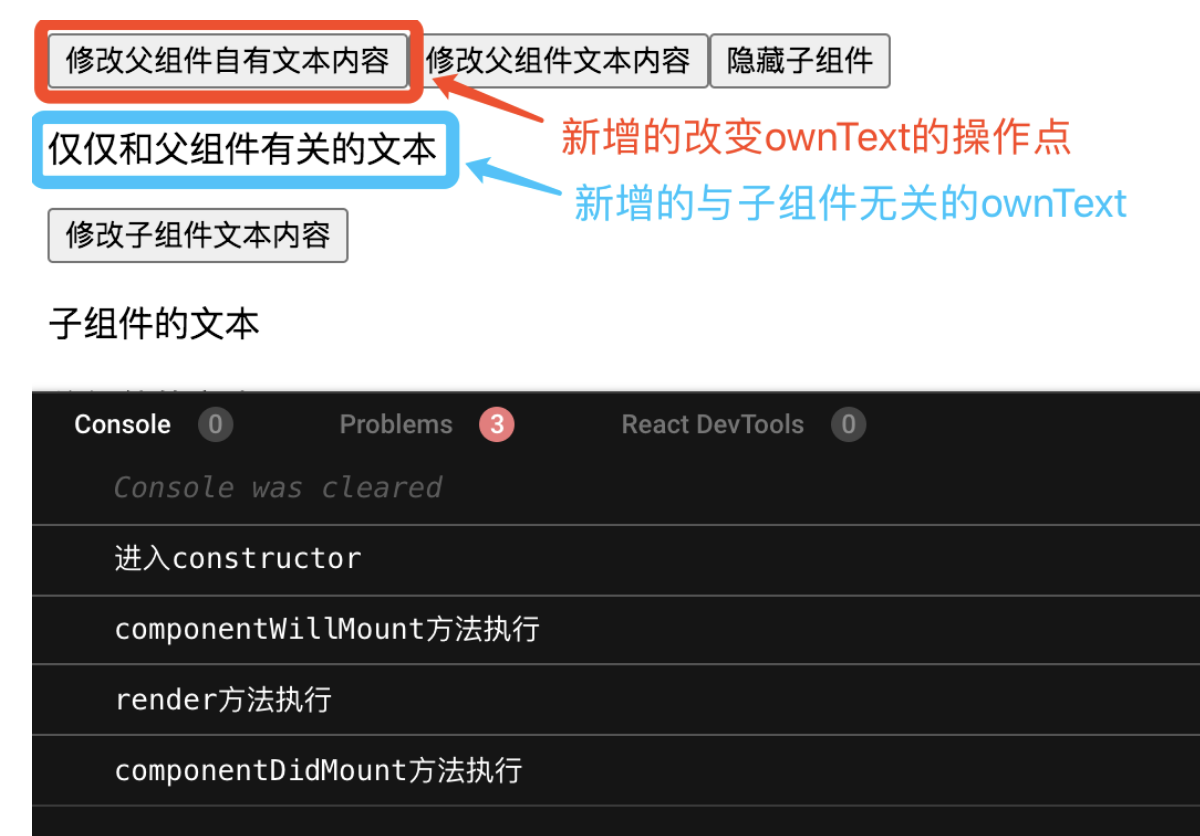 修改父组件自有文本内容 修改父组件文本内容 隐藏子组件
新增的改变ownText的操作点
仅仅和父组件有关的文本
新增的与子组件无关的ownText
修改子组件文本内容
子组件的文本
Console 0 Problems 3 React DevTools 0
Console was cleared
进入constructor
componentWillMount方法执行
render方法执行
componentDidMount方法执行